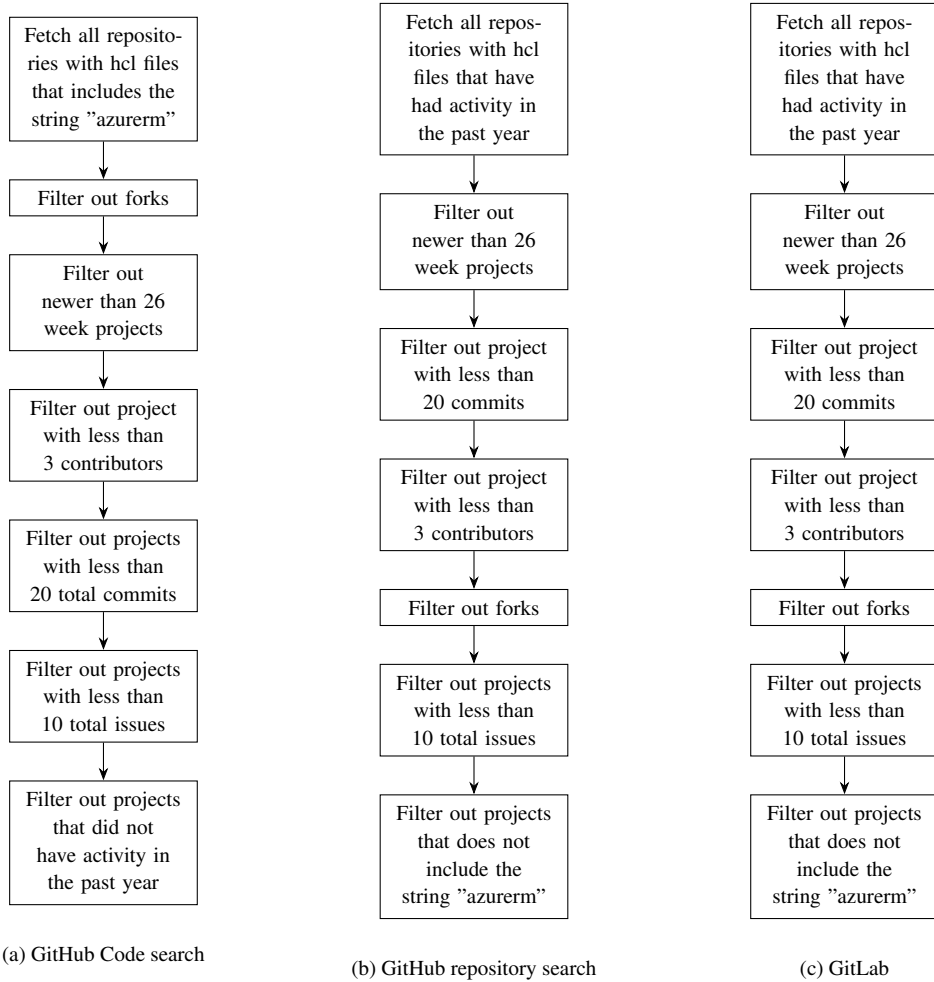 Fetch all reposito-
ries with hcl files
that includes the
string ”azurerm”
Filter out forks
Filter out
newer than 26
week projects
Filter out project
with less than
3 contributors
Filter out projects
with less than
20 total commits
Filter out projects
with less than
10 total issues
Filter out projects
that did not
have activity in
the past year
(a) GitHub Code search
Fetch all repos-
itories with hcl
files that have
had activity in
the past year
Filter out
newer than 26
week projects
Filter out project
with less than
20 commits
Filter out project
with less than
3 contributors
Filter out forks
Filter out projects
with less than
10 total issues
Filter out projects
that does not
include the
string ”azurerm”
(b) GitHub repository search
Fetch all repos-
itories with hcl
files that have
had activity in
the past year
Filter out
newer than 26
week projects
Filter out project
with less than
20 commits
Filter out project
with less than
3 contributors
Filter out forks
Filter out projects
with less than
10 total issues
Filter out projects
that does not
include the
string ”azurerm”
(c) GitLab